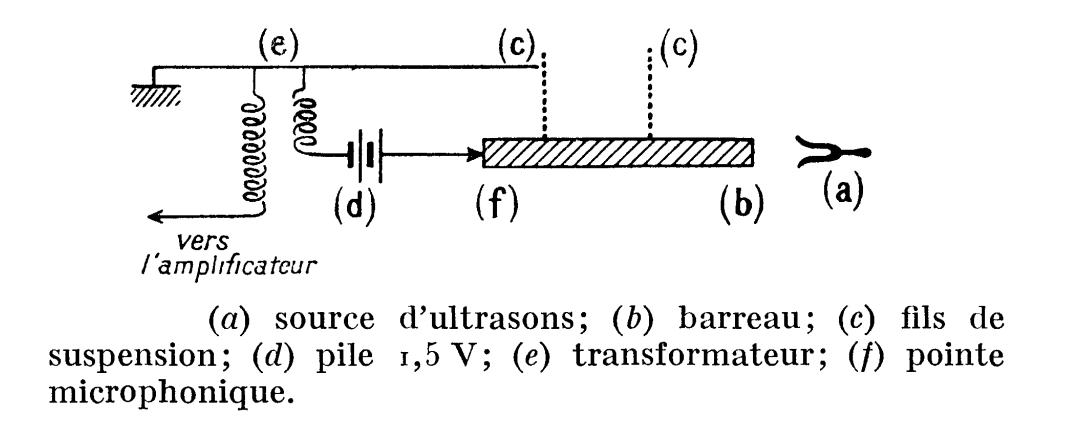 (e) (c) (c)
(d) (f) (b) (a)
vers
l'amplificateur
(a) source d'ultrasons; (b) barreau; (c) fils de
suspension; (d) pile 1,5 V; (e) transformateur; (f) pointe
microphonique.